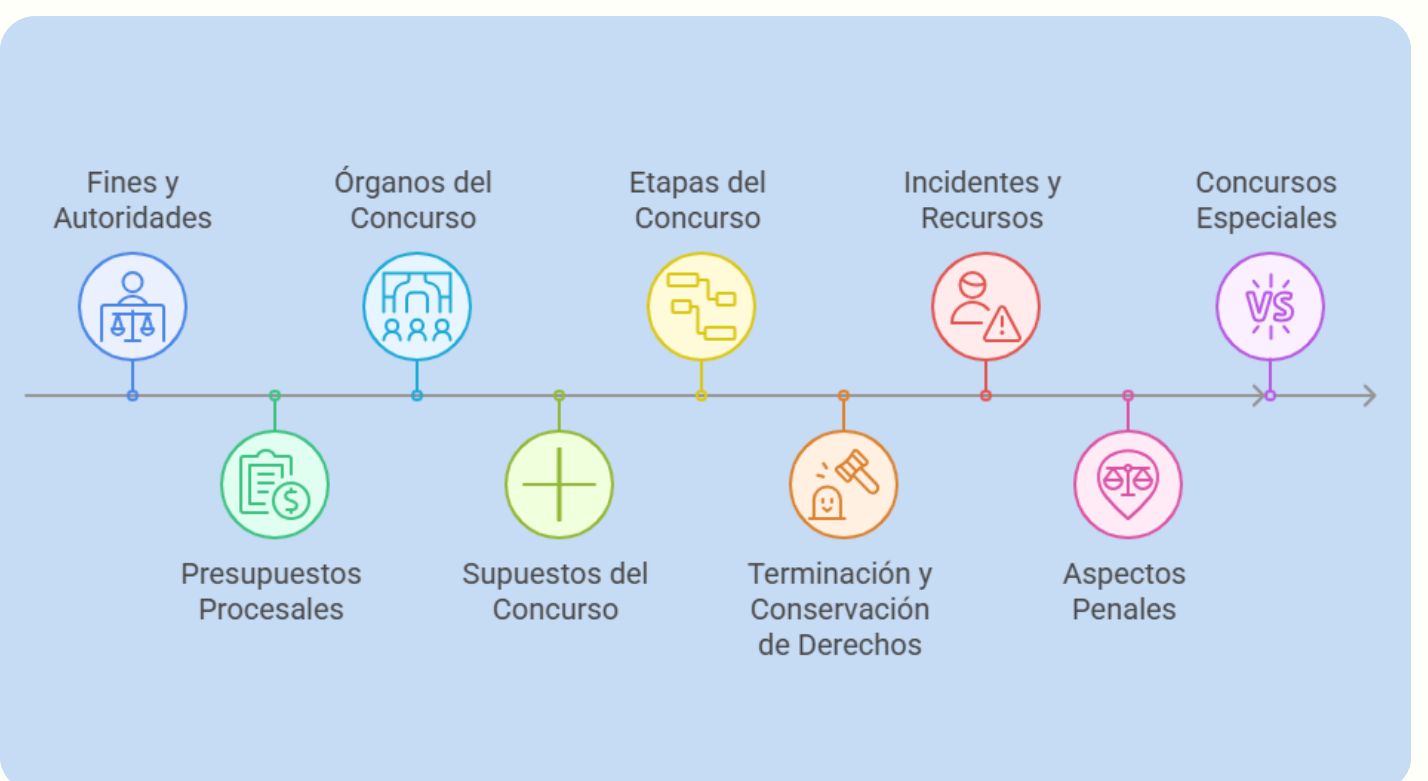 Fines y
Autoridades
Órganos del
Concurso
Etapas del
Concurso
Incidentes y
Recursos
Concursos
Especiales
VS
$
Presupuestos
Procesales
Supuestos del
Concurso
Terminación y
Conservación
de Derechos
Aspectos
Penales